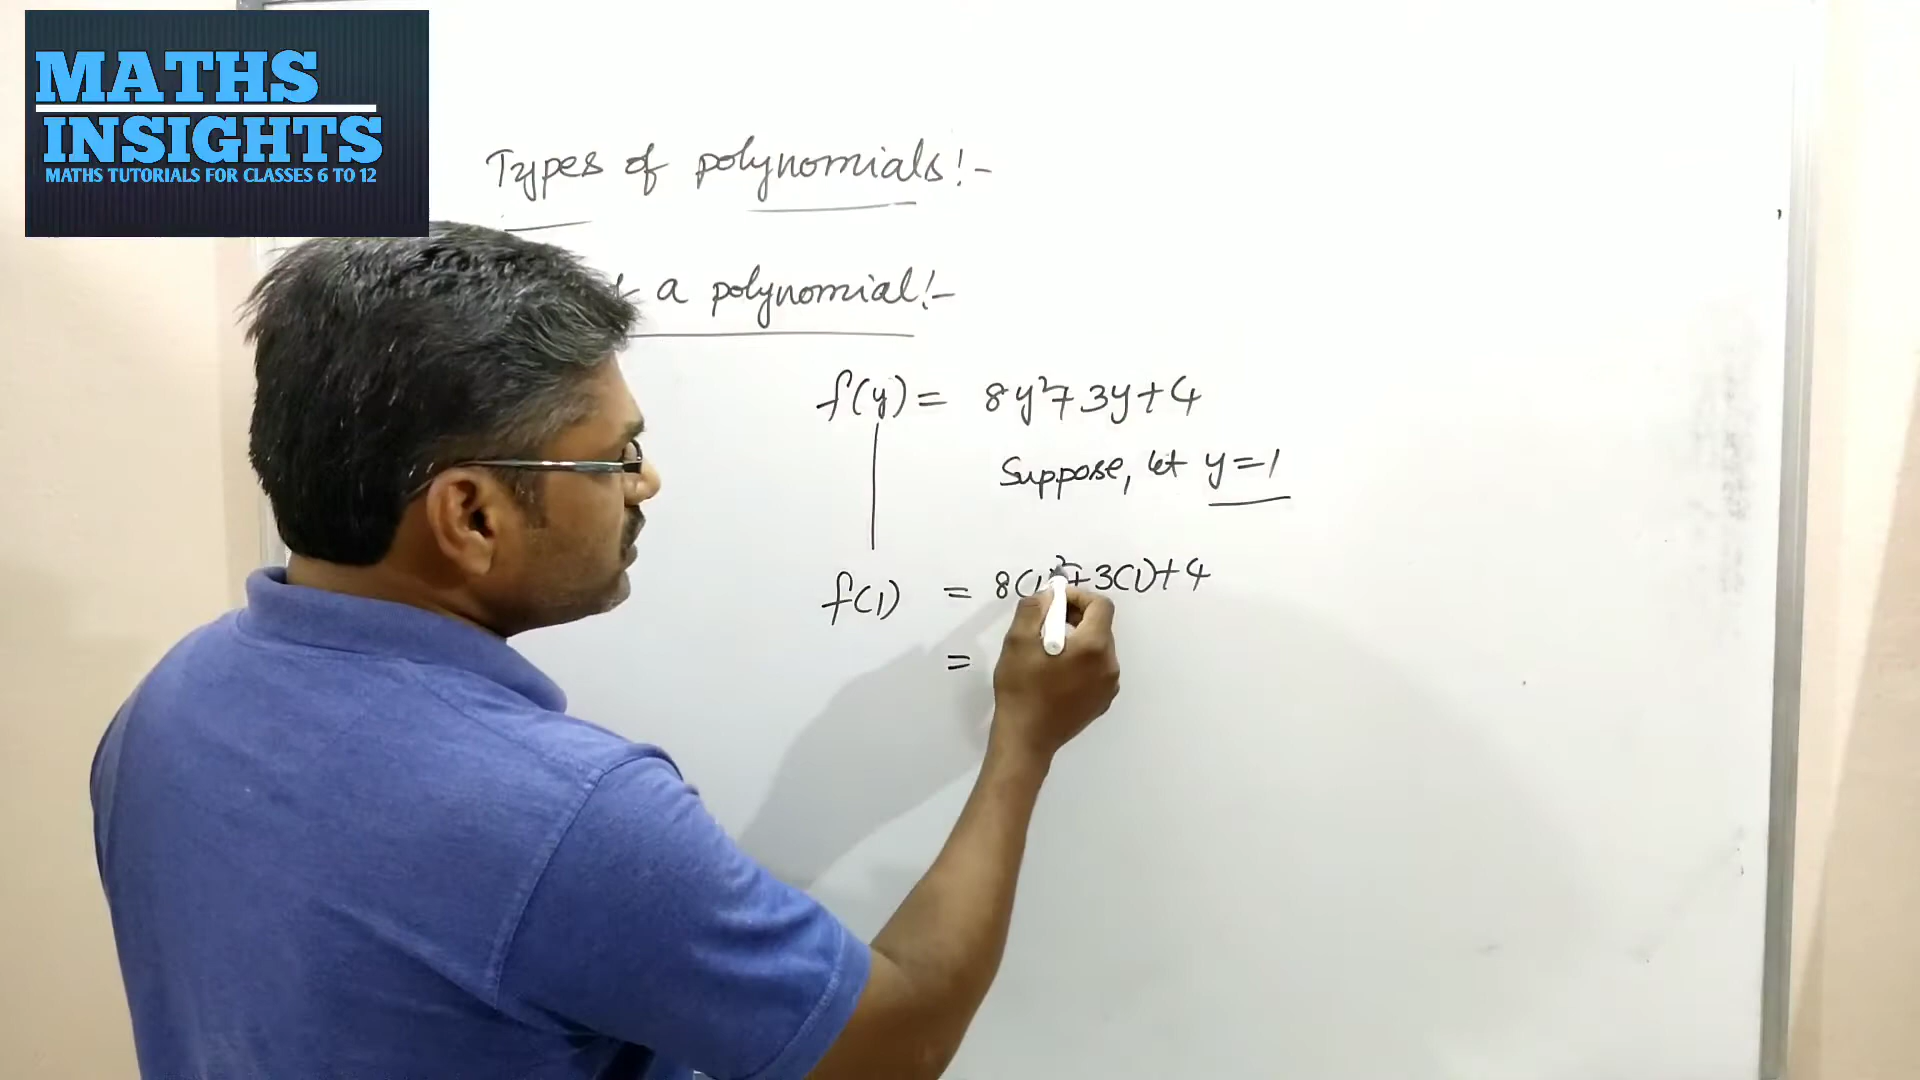 MATHS
INSIGHTS
MATHS TUTORIALS FOR CLASSES 6 TO 12
Types of polynomials!-
a polynomial!-
f(y) = 8y²+3y+4
Suppose, let y=1
f(1) = 8(1)²+3(1)+4
=